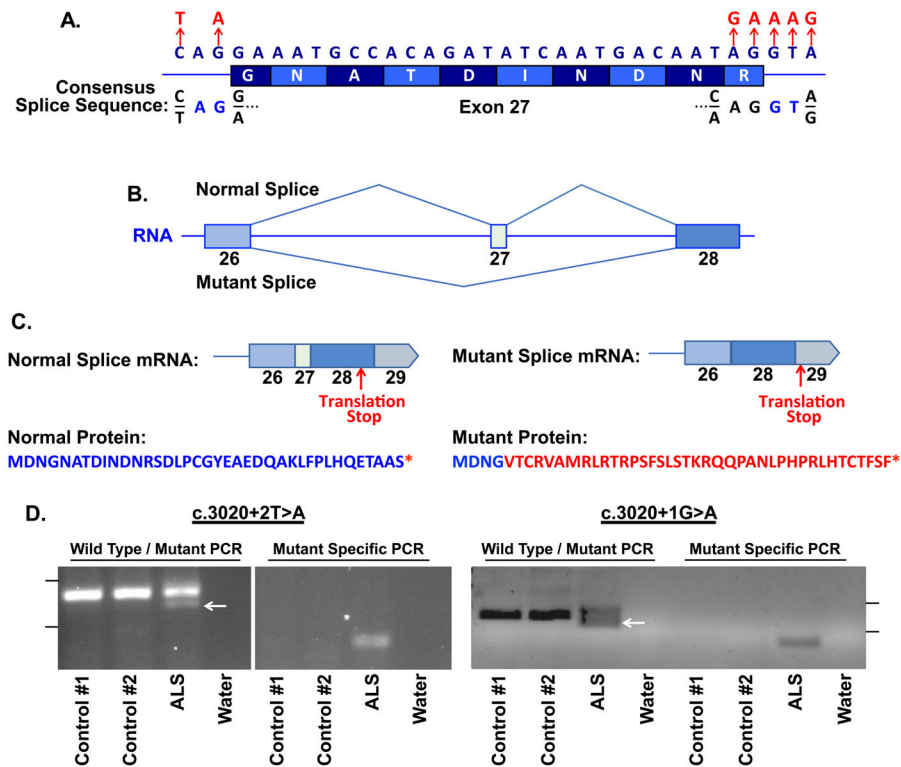 A.
T A G A A A G
C A G G A A A T G C C A C A G A T A T C A A T G A C A A T A G G T A
G N A T D I N D N R
Consensus
Splice Sequence:
C/T A G G/A ... Exon 27 ... C/A A G G T A/G
B.
Normal Splice
RNA
26 27 28
Mutant Splice
C.
Normal Splice mRNA:
26 27 28 29
Translation
Stop
Mutant Splice mRNA:
26 28 29
Translation
Stop
Normal Protein:
MDNGNATDINDNRSDLPCGYEAEDQAKLFPLHQETAAS*
Mutant Protein:
MDNGVTCRVAMRLRTRPSFSLSTKRQQPANLPHPRLHTCTFSF*
D.
c.3020+2T>A
Wild Type / Mutant PCR
Mutant Specific PCR
Control #1
Control #2
ALS
Water
Control #1
Control #2
ALS
Water
c.3020+1G>A
Wild Type / Mutant PCR
Mutant Specific PCR
Control #1
Control #2
ALS
Water
Control #1
Control #2
ALS
Water